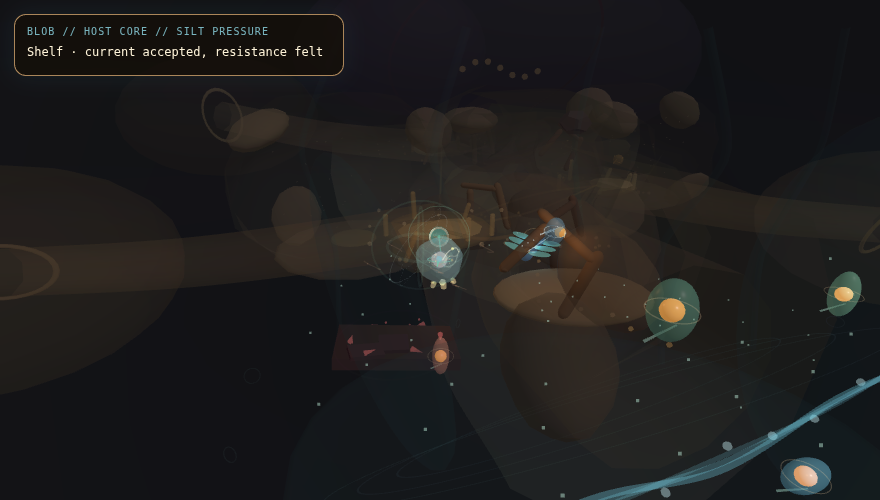 BLOB // HOST CORE // SILT PRESSURE
Shelf · current accepted, resistance felt